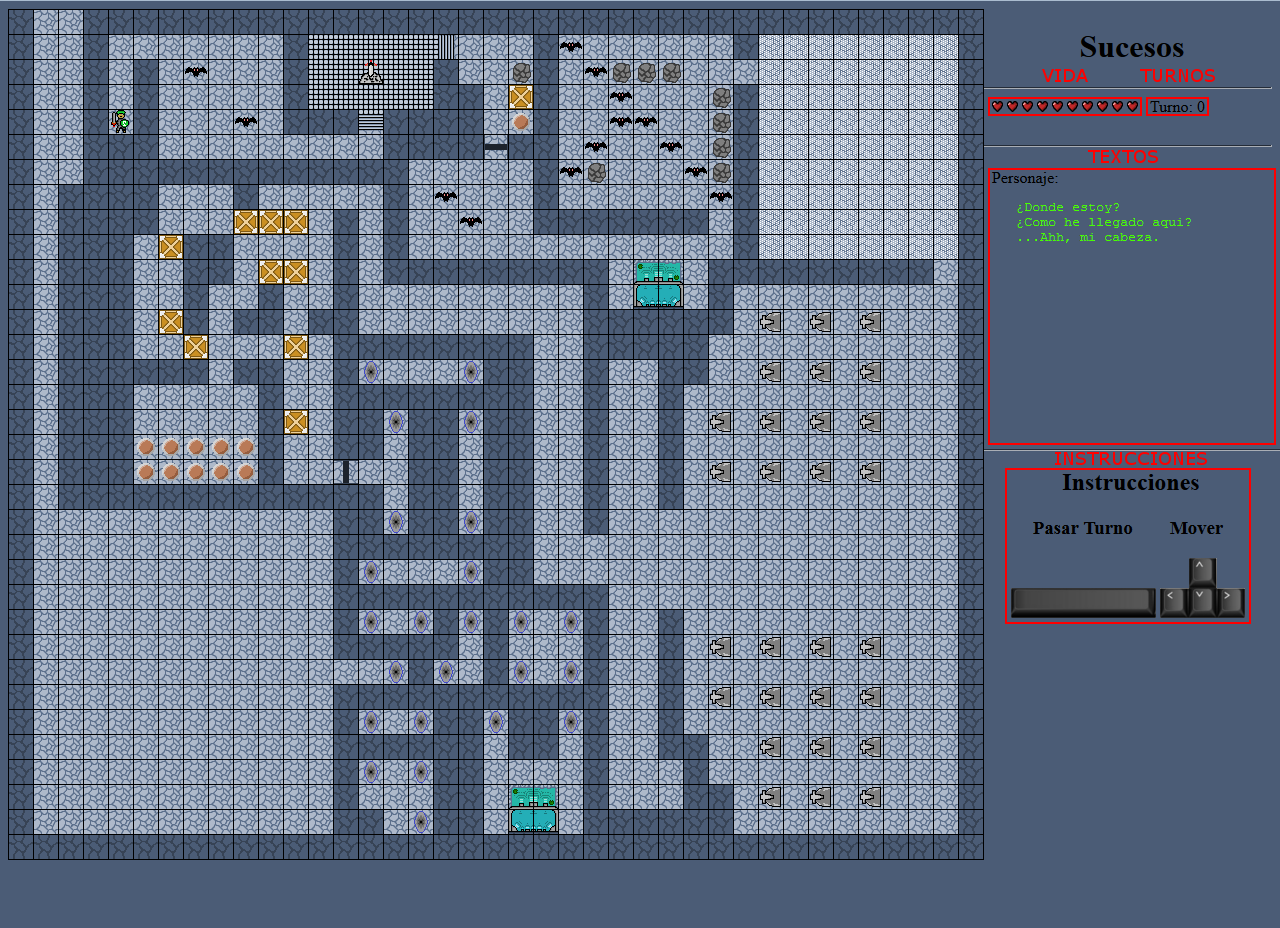 Sucesos
VIDA TURNOS
Turno: 0
TEXTOS
Personaje:
¿Donde estoy?
¿Como he llegado aqui?
...Ahh, mi cabeza.
INSTRUCCIONES
Instrucciones
Pasar Turno Mover